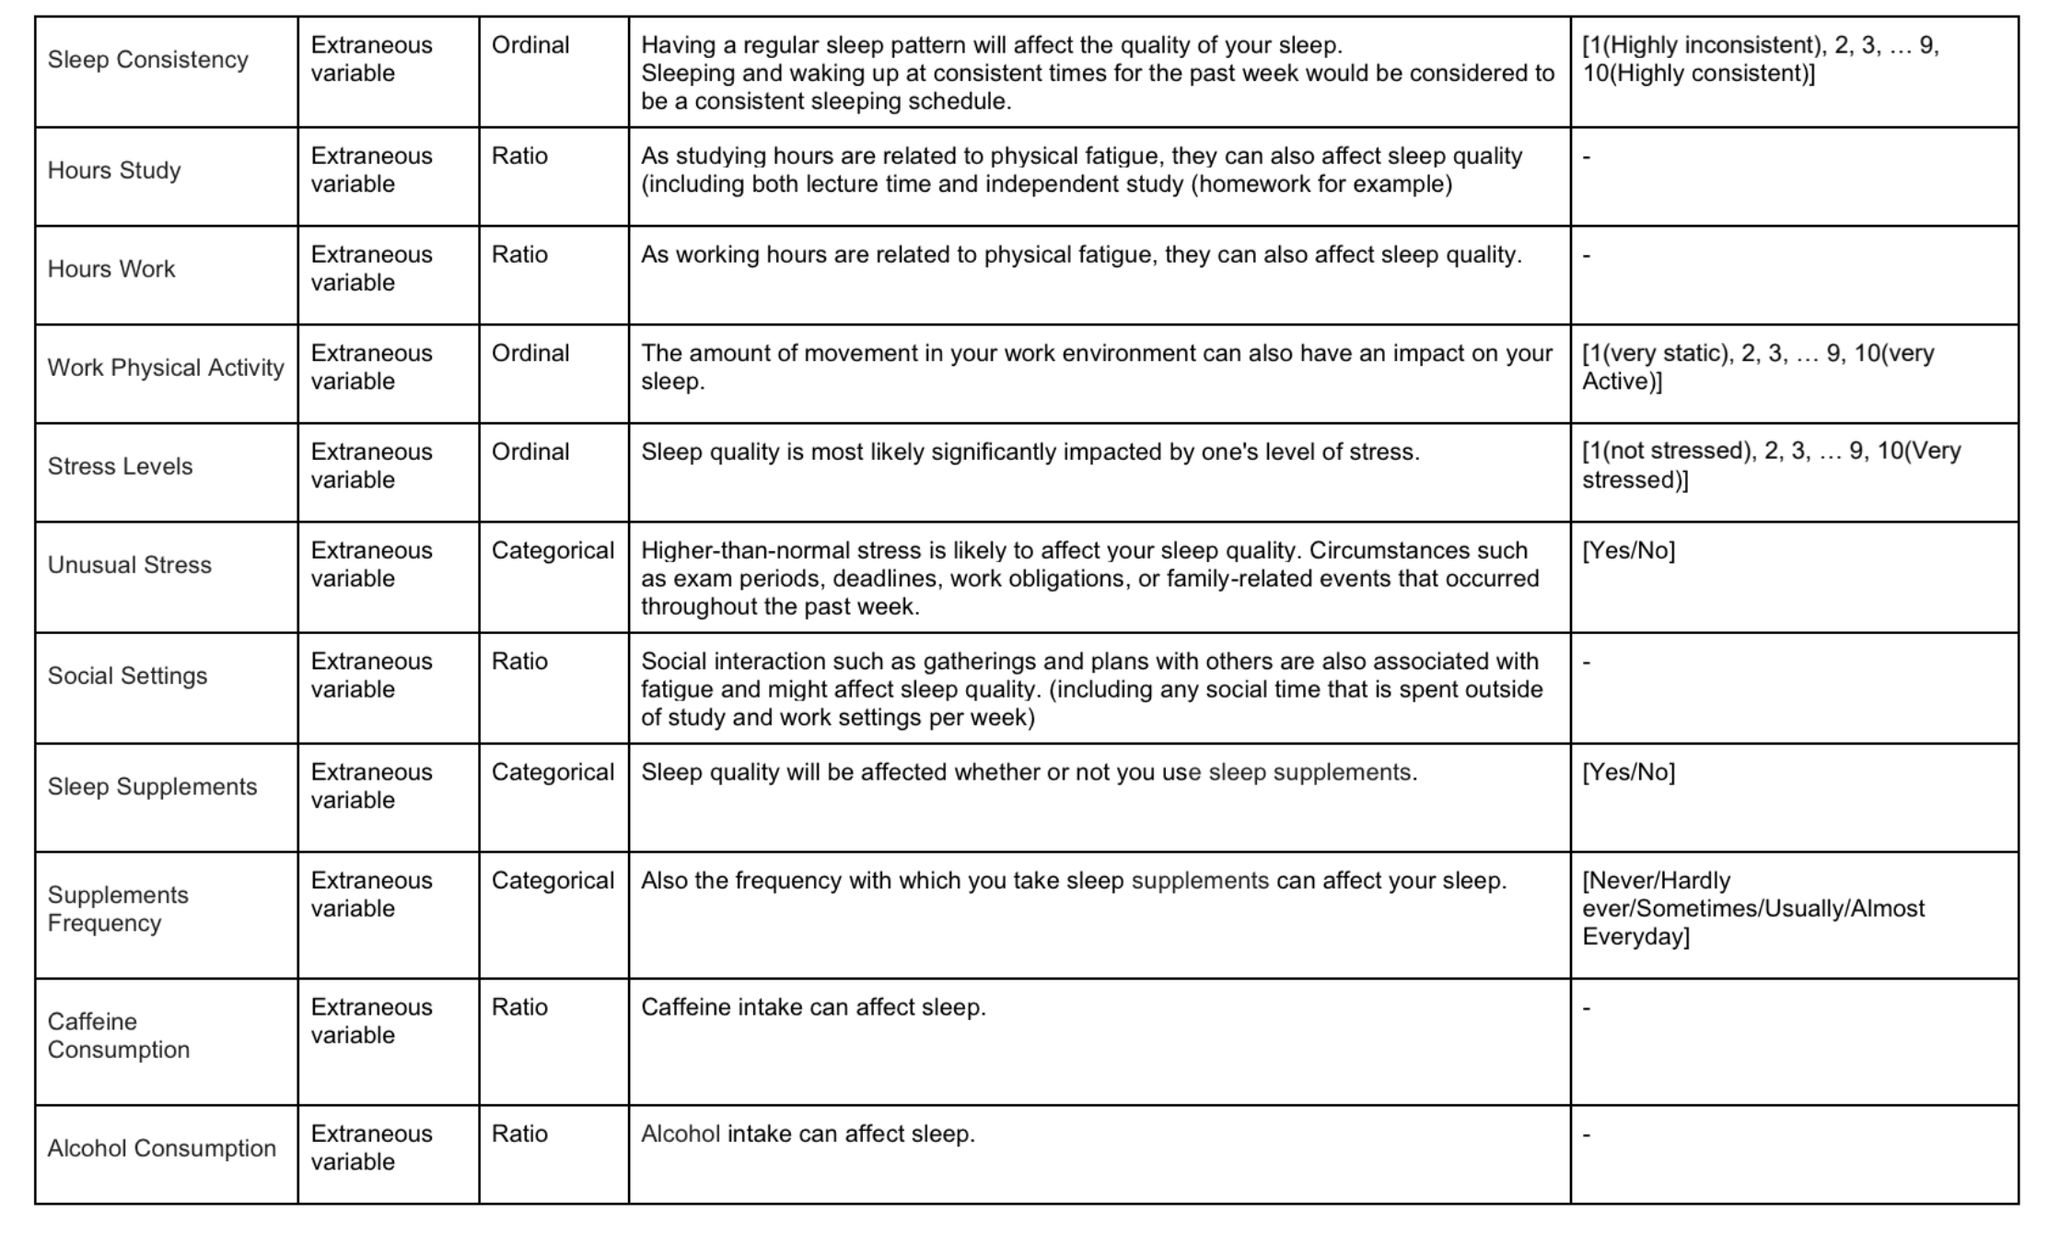 Sleep Consistency
Extraneous
variable
Ordinal
Having a regular sleep pattern will affect the quality of your sleep.
Sleeping and waking up at consistent times for the past week would be considered to
be a consistent sleeping schedule.
[1(Highly inconsistent), 2, 3, … 9,
10(Highly consistent)]
Hours Study
Extraneous
variable
Ratio
As studying hours are related to physical fatigue, they can also affect sleep quality
(including both lecture time and independent study (homework for example)
-
Hours Work
Extraneous
variable
Ratio
As working hours are related to physical fatigue, they can also affect sleep quality.
-
Work Physical Activity
Extraneous
variable
Ordinal
The amount of movement in your work environment can also have an impact on your
sleep.
[1(very static), 2, 3, … 9, 10(very
Active)]
Stress Levels
Extraneous
variable
Ordinal
Sleep quality is most likely significantly impacted by one's level of stress.
[1(not stressed), 2, 3, … 9, 10(Very
stressed)]
Unusual Stress
Extraneous
variable
Categorical
Higher-than-normal stress is likely to affect your sleep quality. Circumstances such
as exam periods, deadlines, work obligations, or family-related events that occurred
throughout the past week.
[Yes/No]
Social Settings
Extraneous
variable
Ratio
Social interaction such as gatherings and plans with others are also associated with
fatigue and might affect sleep quality. (including any social time that is spent outside
of study and work settings per week)
-
Sleep Supplements
Extraneous
variable
Categorical
Sleep quality will be affected whether or not you use sleep supplements.
[Yes/No]
Supplements
Frequency
Extraneous
variable
Categorical
Also the frequency with which you take sleep supplements can affect your sleep.
[Never/Hardly
ever/Sometimes/Usually/Almost
Everyday]
Caffeine
Consumption
Extraneous
variable
Ratio
Caffeine intake can affect sleep.
-
Alcohol Consumption
Extraneous
variable
Ratio
Alcohol intake can affect sleep.
-